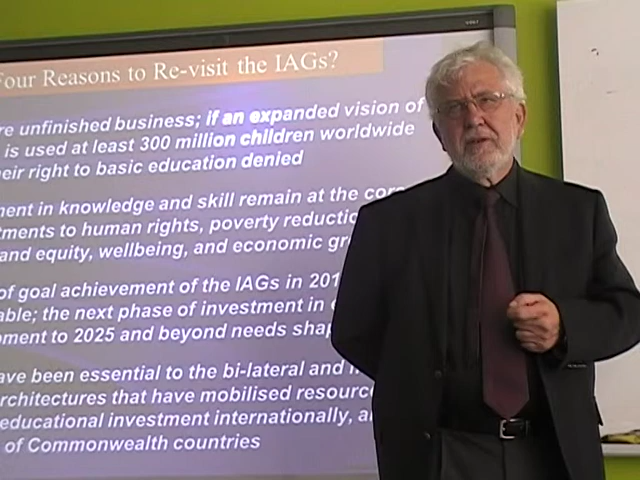 Four Reasons to Re-visit the IAGs?
re unfinished business; if an expanded vision of
is used at least 300 million children worldwide
eir right to basic education denied
ment in knowledge and skill remain at the core
tments to human rights, poverty reductio
and equity, wellbeing, and economic gr
of goal achievement of the IAGs in 201
able; the next phase of investment in
pment to 2025 and beyond needs shap
ave been essential to the bi-lateral and
rchitectures that have mobilised resourc
educational investment internationally, a
of Commonwealth countries